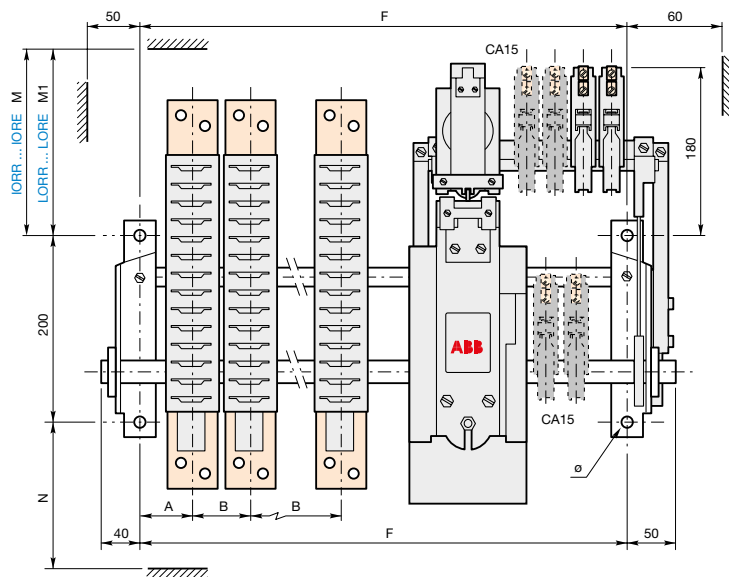 50
F
60
CA15
IORR ... IORE M
LORR ... LORE M1
180
200
ABB
CA15
ø
N
A
B
B
40
F
50